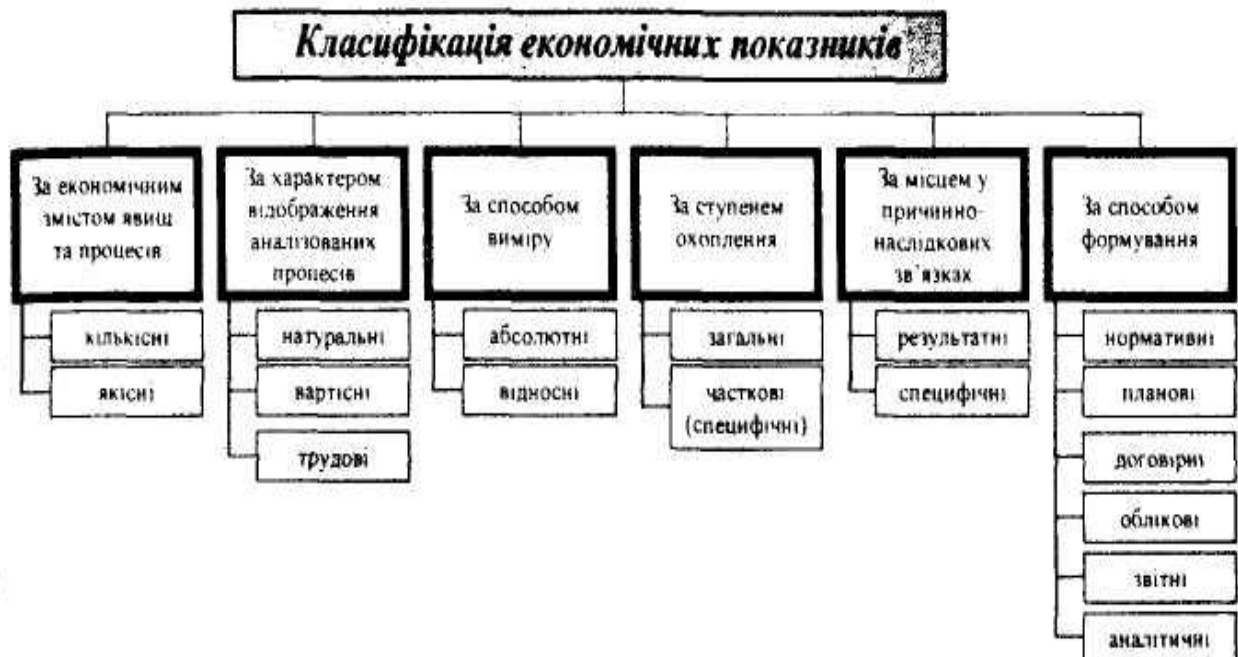 Класифікація економічних показників
За економічним
змістом явищ
та процесів
кількісні
якісні
За характером
відображення
аналізованих
процесів
натуральні
вартісні
трудові
За способом
виміру
абсолютні
відносні
За ступенем
охоплення
загальні
часткові
(специфічні)
За місцем у
причинно-
наслідкових
зв`язках
результатні
специфічні
За способом
формування
нормативні
планові
договірні
облікові
звітні
аналітичні